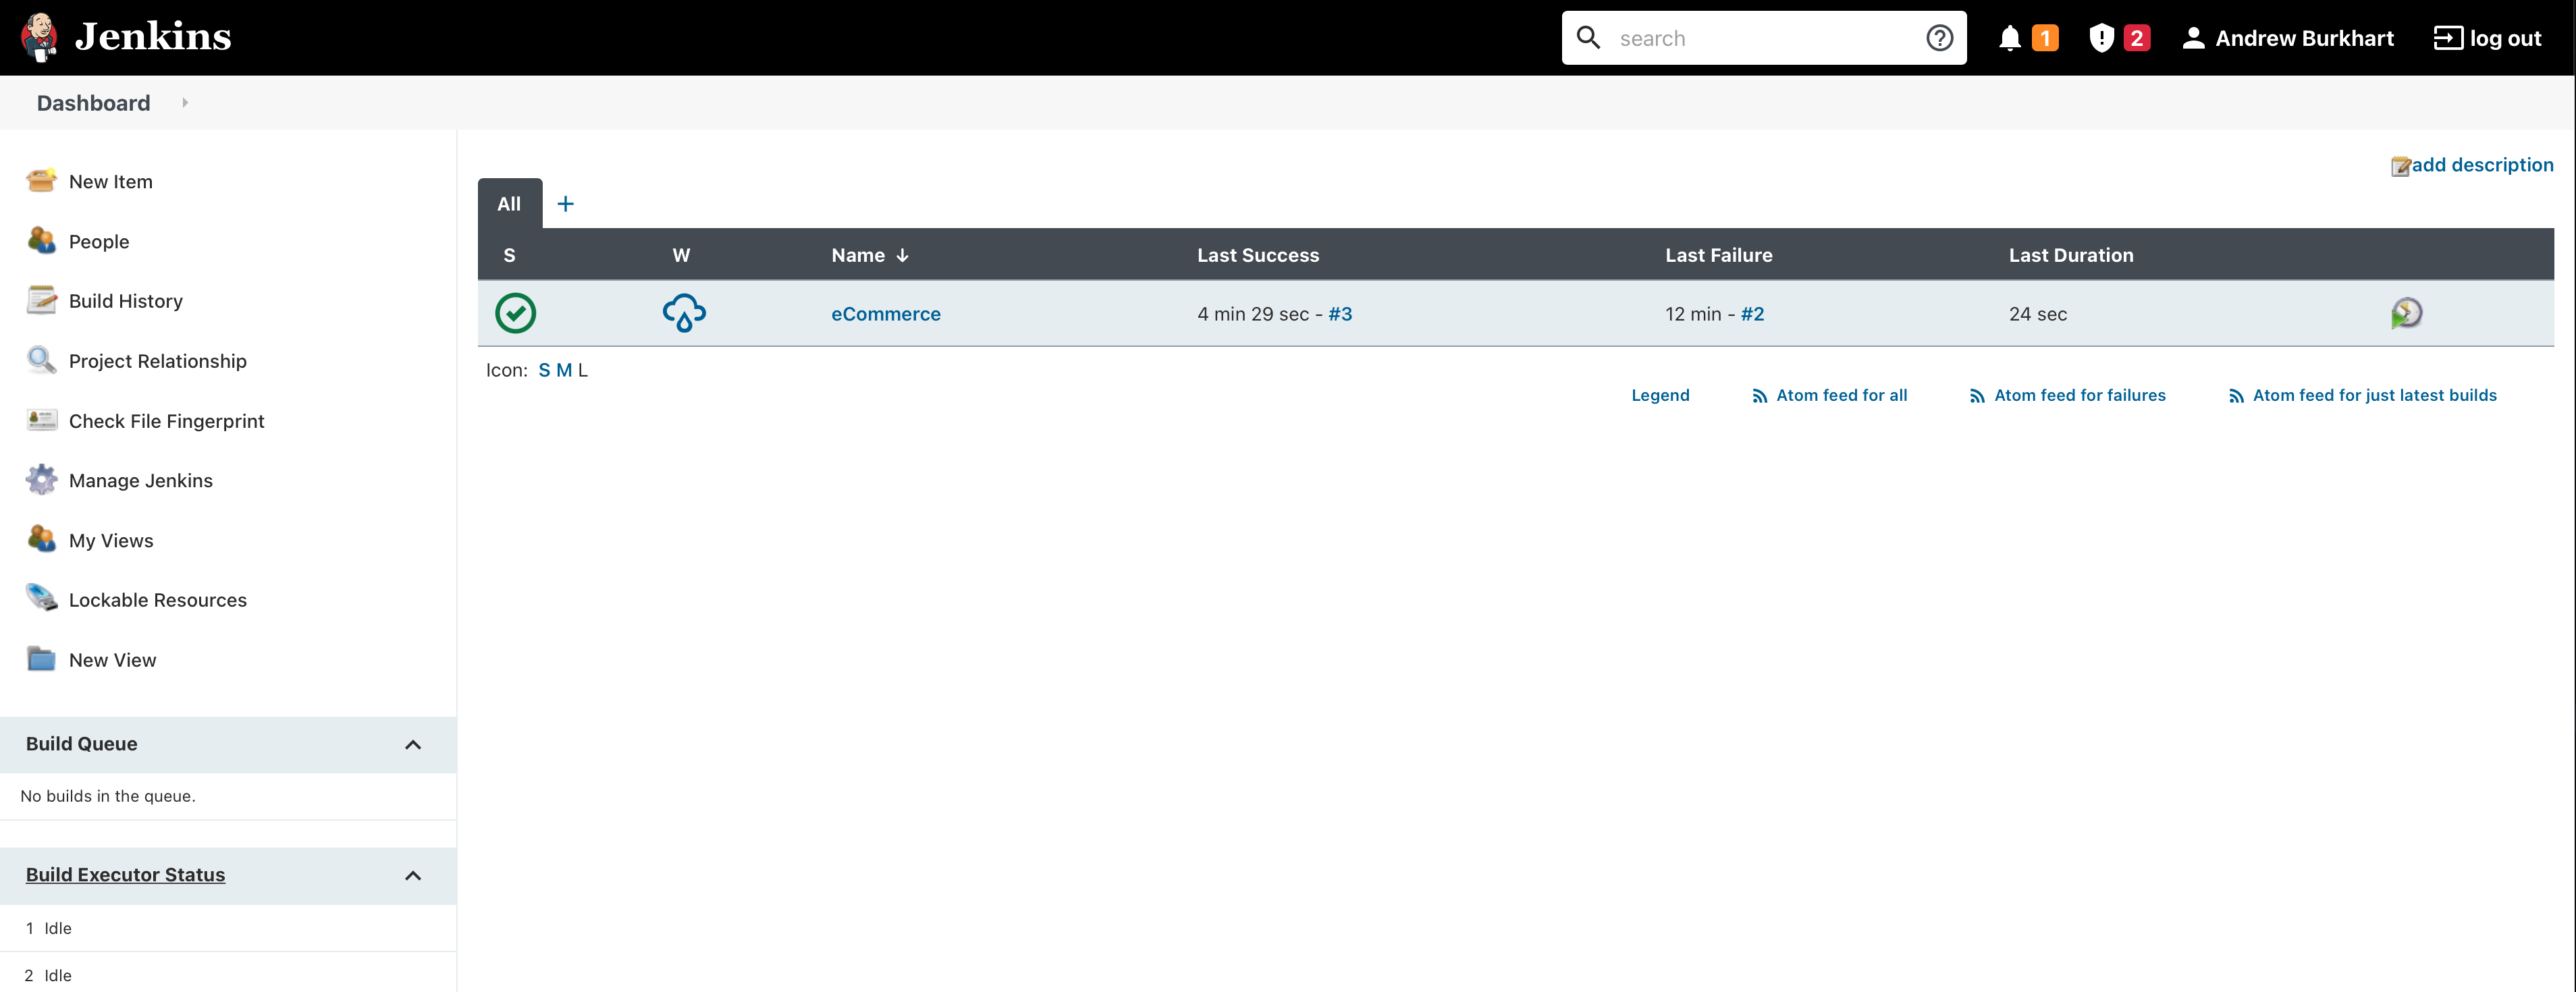 Jenkins
search
1
2
Andrew Burkhart
log out
Dashboard
New Item
People
Build History
Project Relationship
Check File Fingerprint
Manage Jenkins
My Views
Lockable Resources
New View
Build Queue
No builds in the queue.
Build Executor Status
1 Idle
2 Idle
add description
All +
S W Name ↓ Last Success Last Failure Last Duration
eCommerce 4 min 29 sec - #3 12 min - #2 24 sec
Icon: S M L
Legend Atom feed for all Atom feed for failures Atom feed for just latest builds